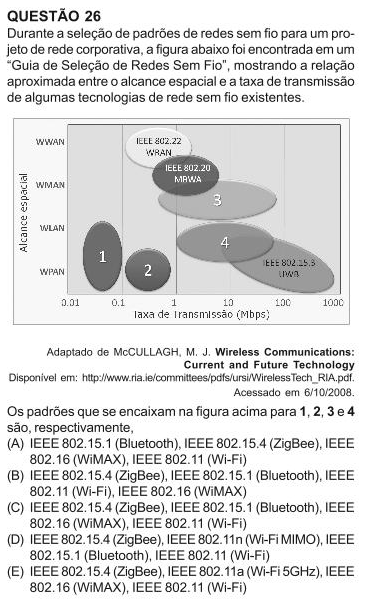 QUESTÃO 26
Durante a seleção de padrões de redes sem fio para um pro-
jeto de rede corporativa, a figura abaixo foi encontrada em um
“Guia de Seleção de Redes Sem Fio”, mostrando a relação
aproximada entre o alcance espacial e a taxa de transmissão
de algumas tecnologias de rede sem fio existentes.
Alcance espacial
WWAN
WMAN
WLAN
WPAN
IEEE 802.22
WRAN
IEEE 802.20
MBWA
3
4
1
2
IEEE 802.15.3
UWB
0.01 0.1 1 10 100 1000
Taxa de Transmissão (Mbps)
Adaptado de McCULLAGH, M. J. Wireless Communications:
Current and Future Technology
Disponível em: http://www.ria.ie/committees/pdfs/ursi/WirelessTech_RIA.pdf.
Acessado em 6/10/2008.
Os padrões que se encaixam na figura acima para 1, 2, 3 e 4
são, respectivamente,
(A) IEEE 802.15.1 (Bluetooth), IEEE 802.15.4 (ZigBee), IEEE
802.16 (WiMAX), IEEE 802.11 (Wi-Fi)
(B) IEEE 802.15.4 (ZigBee), IEEE 802.15.1 (Bluetooth), IEEE
802.11 (Wi-Fi), IEEE 802.16 (WiMAX)
(C) IEEE 802.15.4 (ZigBee), IEEE 802.15.1 (Bluetooth), IEEE
802.16 (WiMAX), IEEE 802.11 (Wi-Fi)
(D) IEEE 802.15.4 (ZigBee), IEEE 802.11n (Wi-Fi MIMO), IEEE
802.15.1 (Bluetooth), IEEE 802.11 (Wi-Fi)
(E) IEEE 802.15.4 (ZigBee), IEEE 802.11a (Wi-Fi 5GHz), IEEE
802.16 (WiMAX), IEEE 802.11 (Wi-Fi)